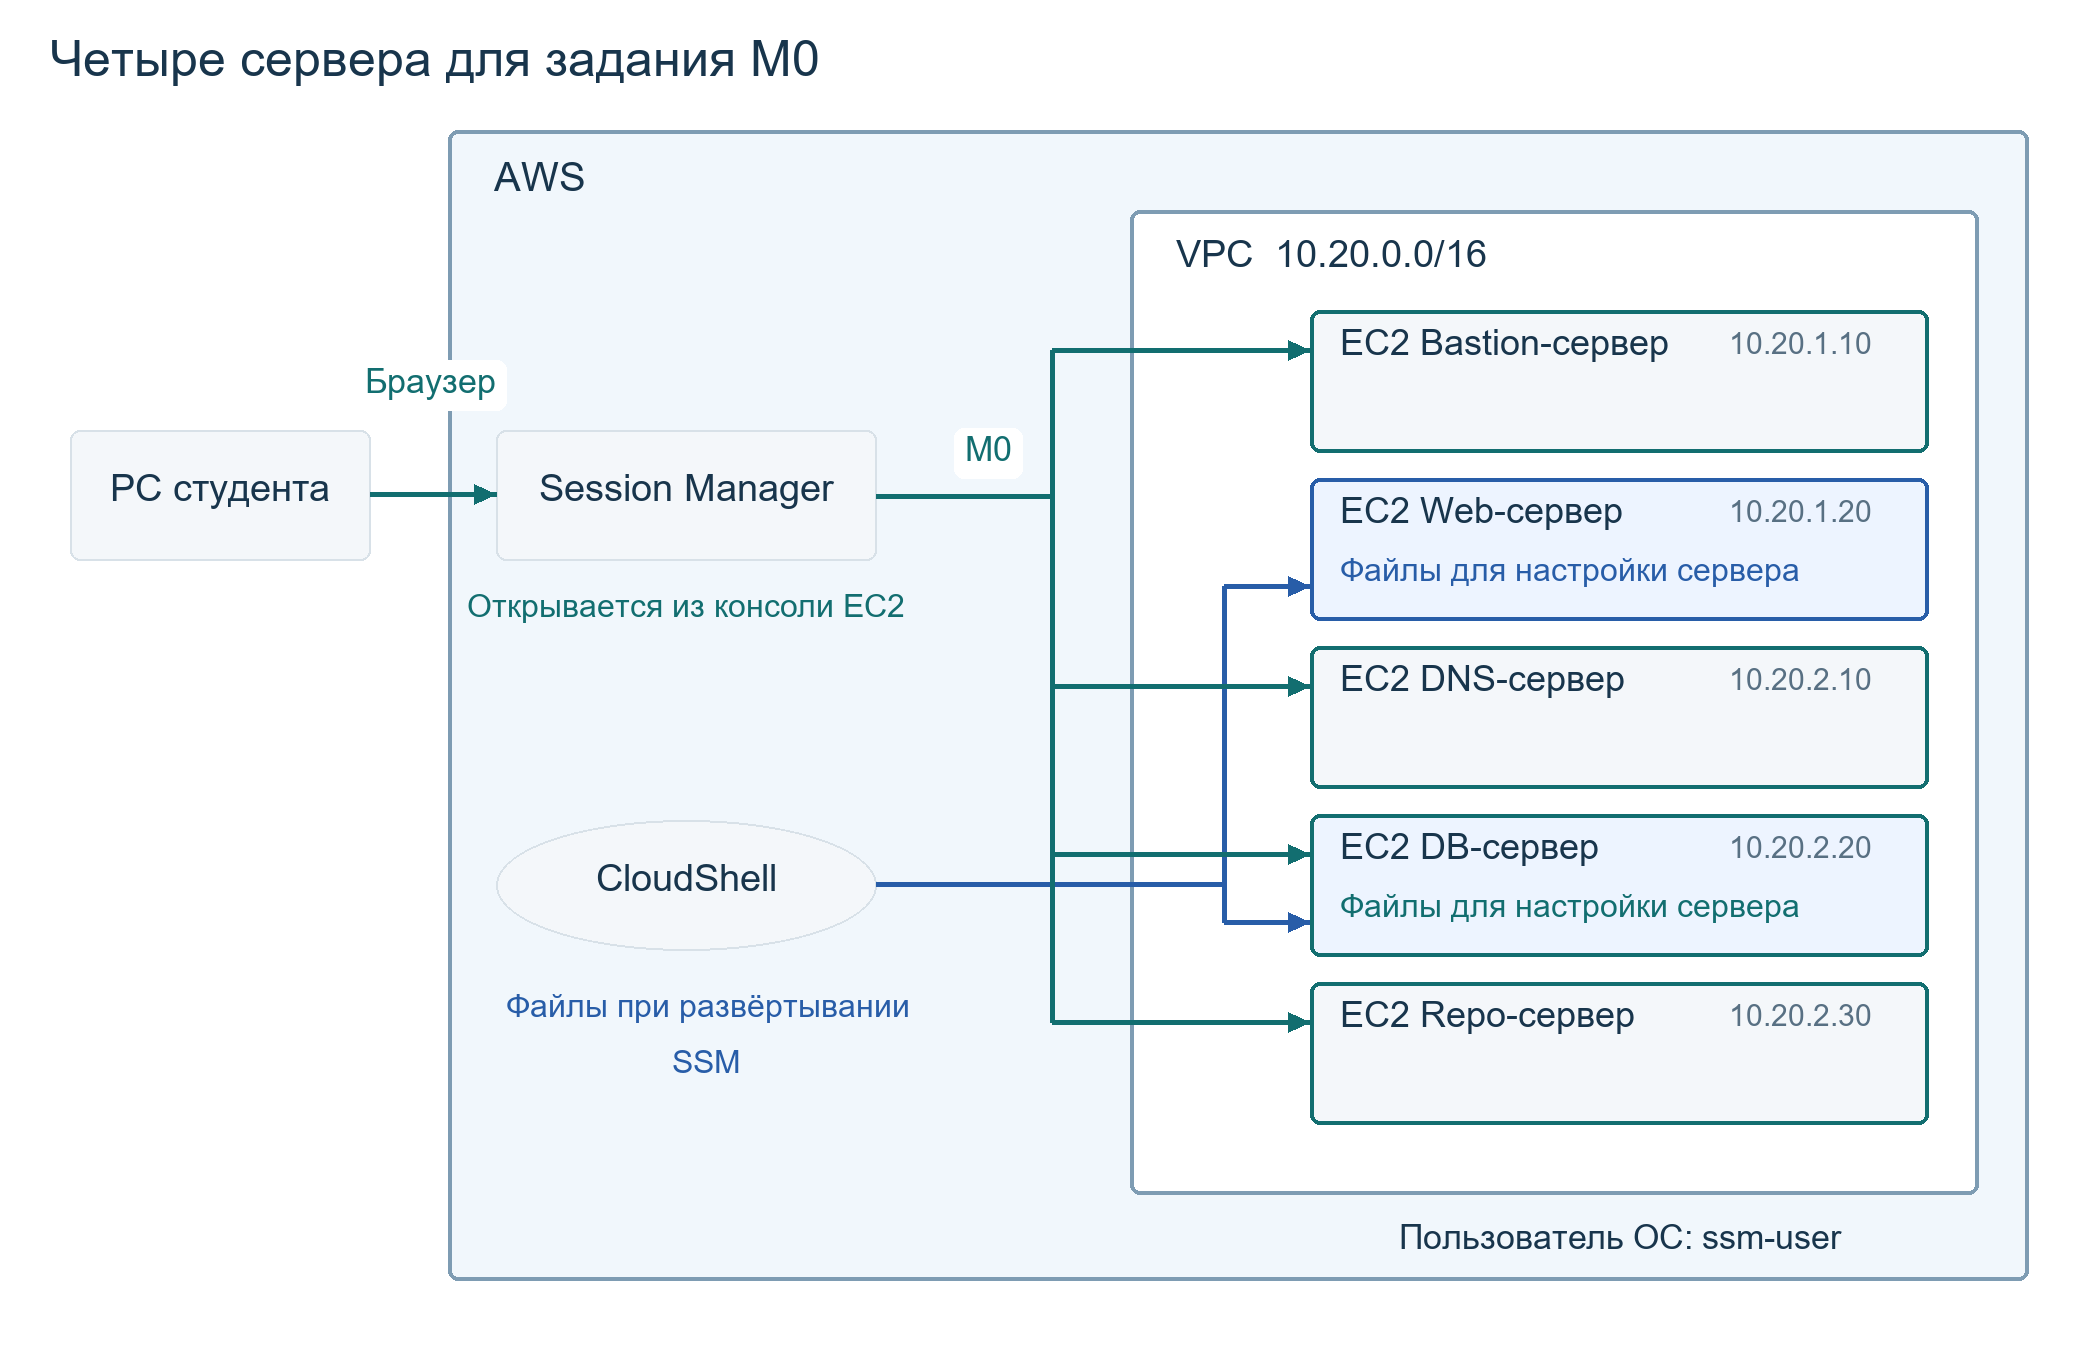 Четыре сервера для задания M0
AWS
VPC 10.20.0.0/16
EC2 Bastion-сервер 10.20.1.10
Браузер
PC студента
Session Manager
M0
Открывается из консоли EC2
EC2 Web-сервер 10.20.1.20
Файлы для настройки сервера
EC2 DNS-сервер 10.20.2.10
EC2 DB-сервер 10.20.2.20
Файлы для настройки сервера
CloudShell
Файлы при развёртывании
SSM
EC2 Repo-сервер 10.20.2.30
Пользователь ОС: ssm-user